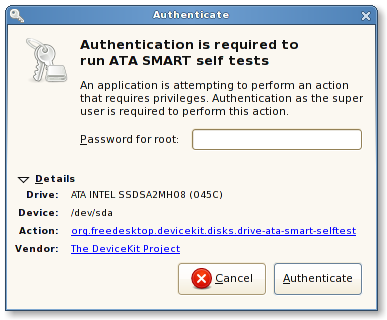 Authenticate
Authentication is required to
run ATA SMART self tests
An application is attempting to perform an action
that requires privileges. Authentication as the super
user is required to perform this action.
Password for root:
Details
Drive: ATA INTEL SSDSA2MH08 (045C)
Device: /dev/sda
Action: org.freedesktop.devicekit.disks.drive-ata-smart-selftest
Vendor: The DeviceKit Project
Cancel Authenticate